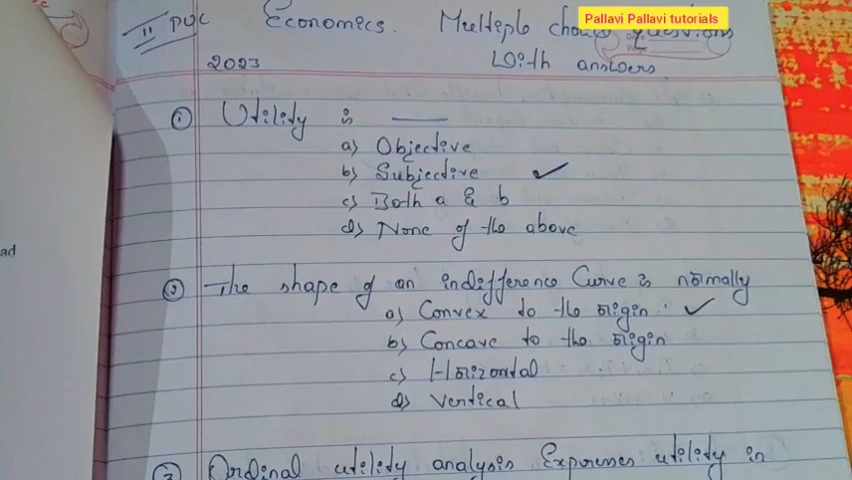 Pallavi Pallavi tutorials
II PUC Economics. Multiple choice questions
2023 With answers.
① Utility is ____
a) Objective
b) Subjective ✓
c) Both a & b
d) None of the above
② The shape of an indifference Curve is normally
a) Convex to the origin. ✓
b) Concave to the origin
c) Horizontal
d) Vertical
ad
③ Ordinal utility analysis Expresses utility in